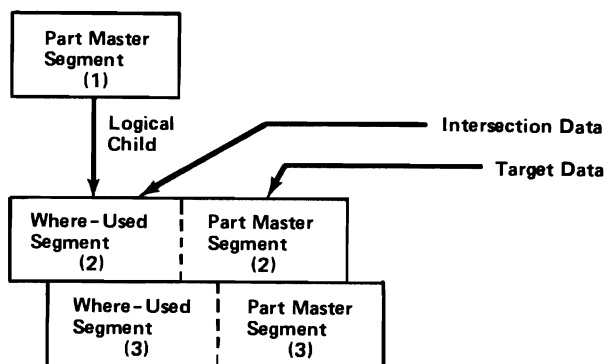 Part Master
Segment
(1)
Logical
Child
Intersection Data
Target Data
Where-Used
Segment
(2)
Part Master
Segment
(2)
Where-Used
Segment
(3)
Part Master
Segment
(3)